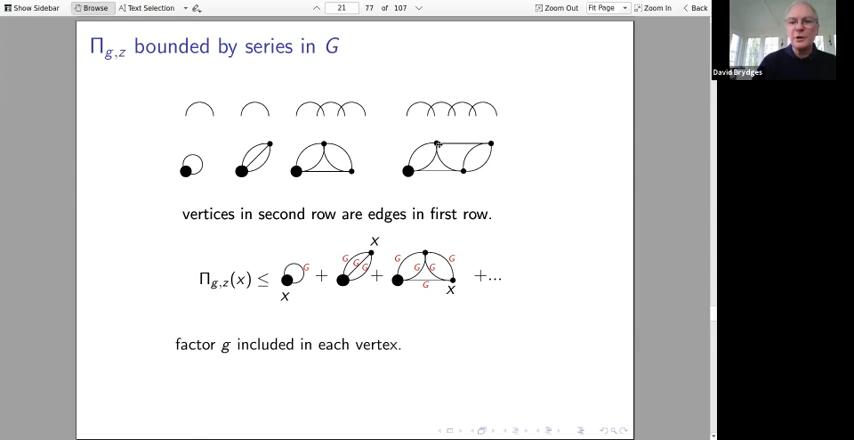 Show Sidebar Browse Text Selection 21 77 of 107 Zoom Out Fit Page Zoom In Back
David Brydges
Π_{g,z} bounded by series in G
vertices in second row are edges in first row.
X
G G G G G G G G
Π_{g,z}(x) ≤ + + +...
G
X X
factor g included in each vertex.